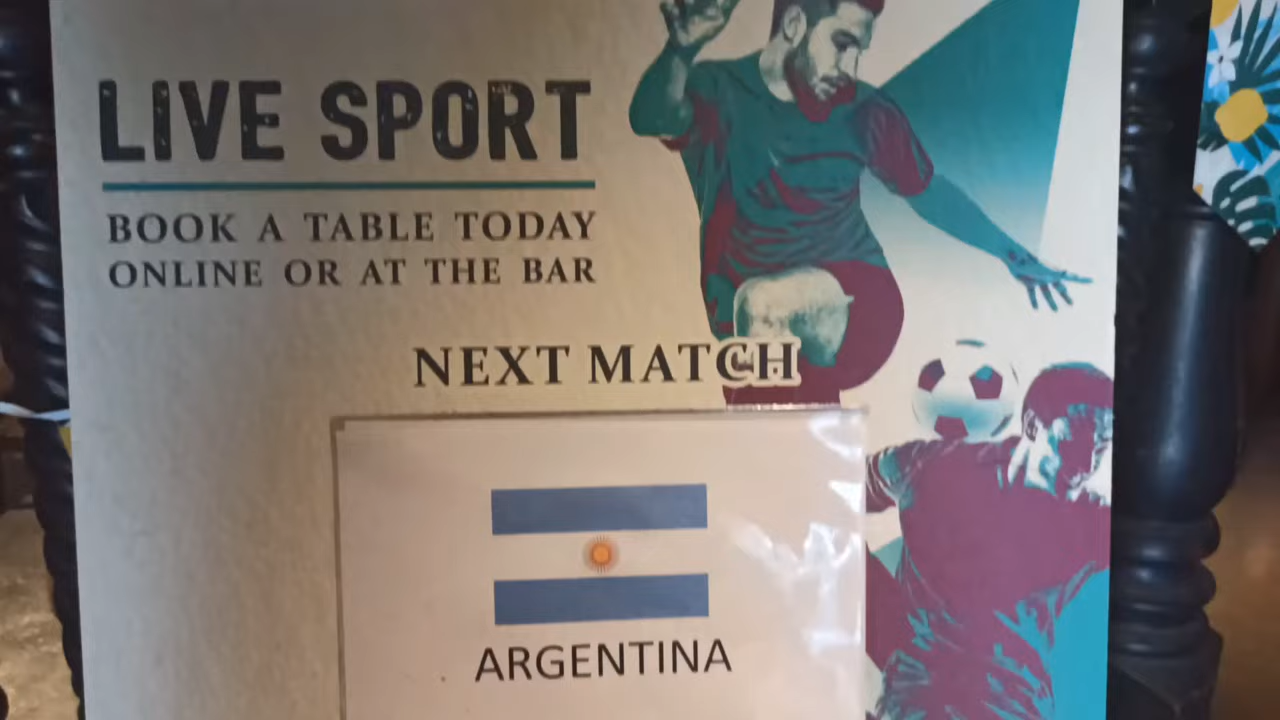 LIVE SPORT
BOOK A TABLE TODAY
ONLINE OR AT THE BAR
NEXT MATCH
ARGENTINA